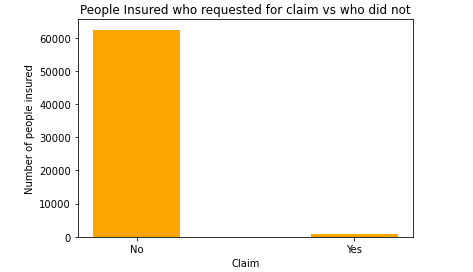 People Insured who requested for claim vs who did not
60000
50000
40000
30000
20000
10000
0
Number of people insured
No
Yes
Claim